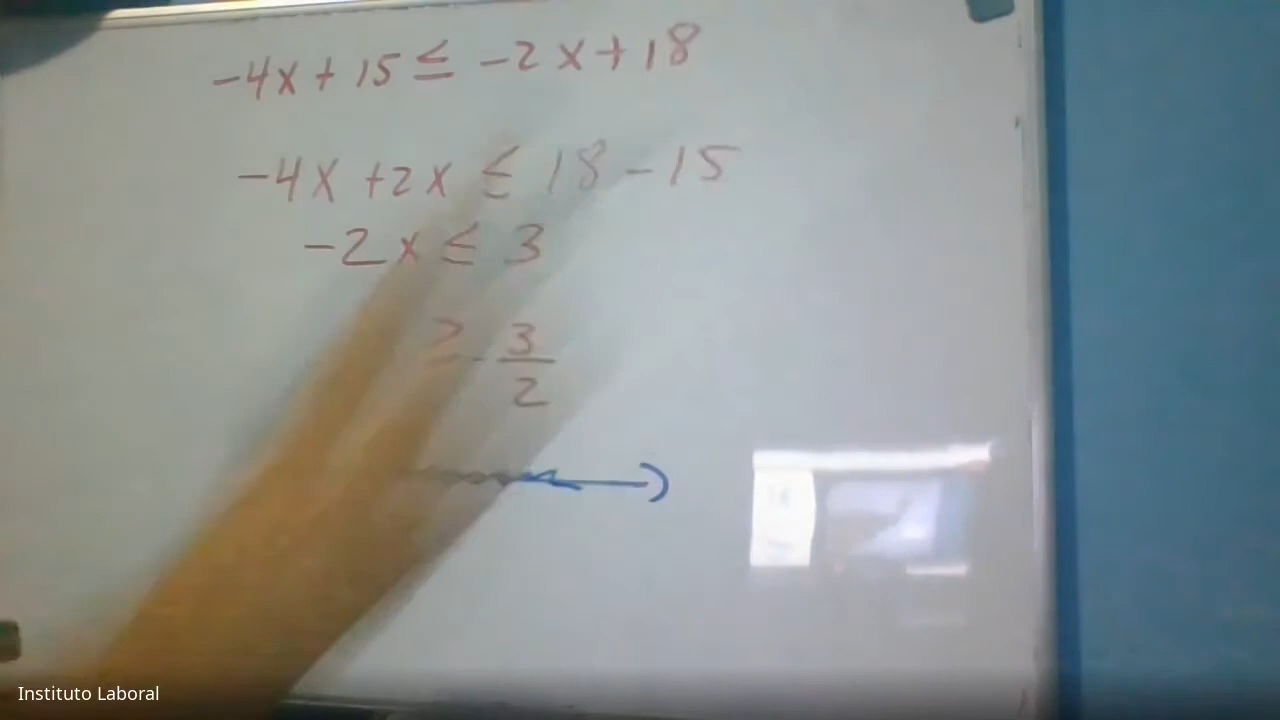 -4x + 15 ≤ -2x + 18
-4x + 2x ≤ 18 - 15
-2x ≤ 3
≥ - 3/2
Instituto Laboral